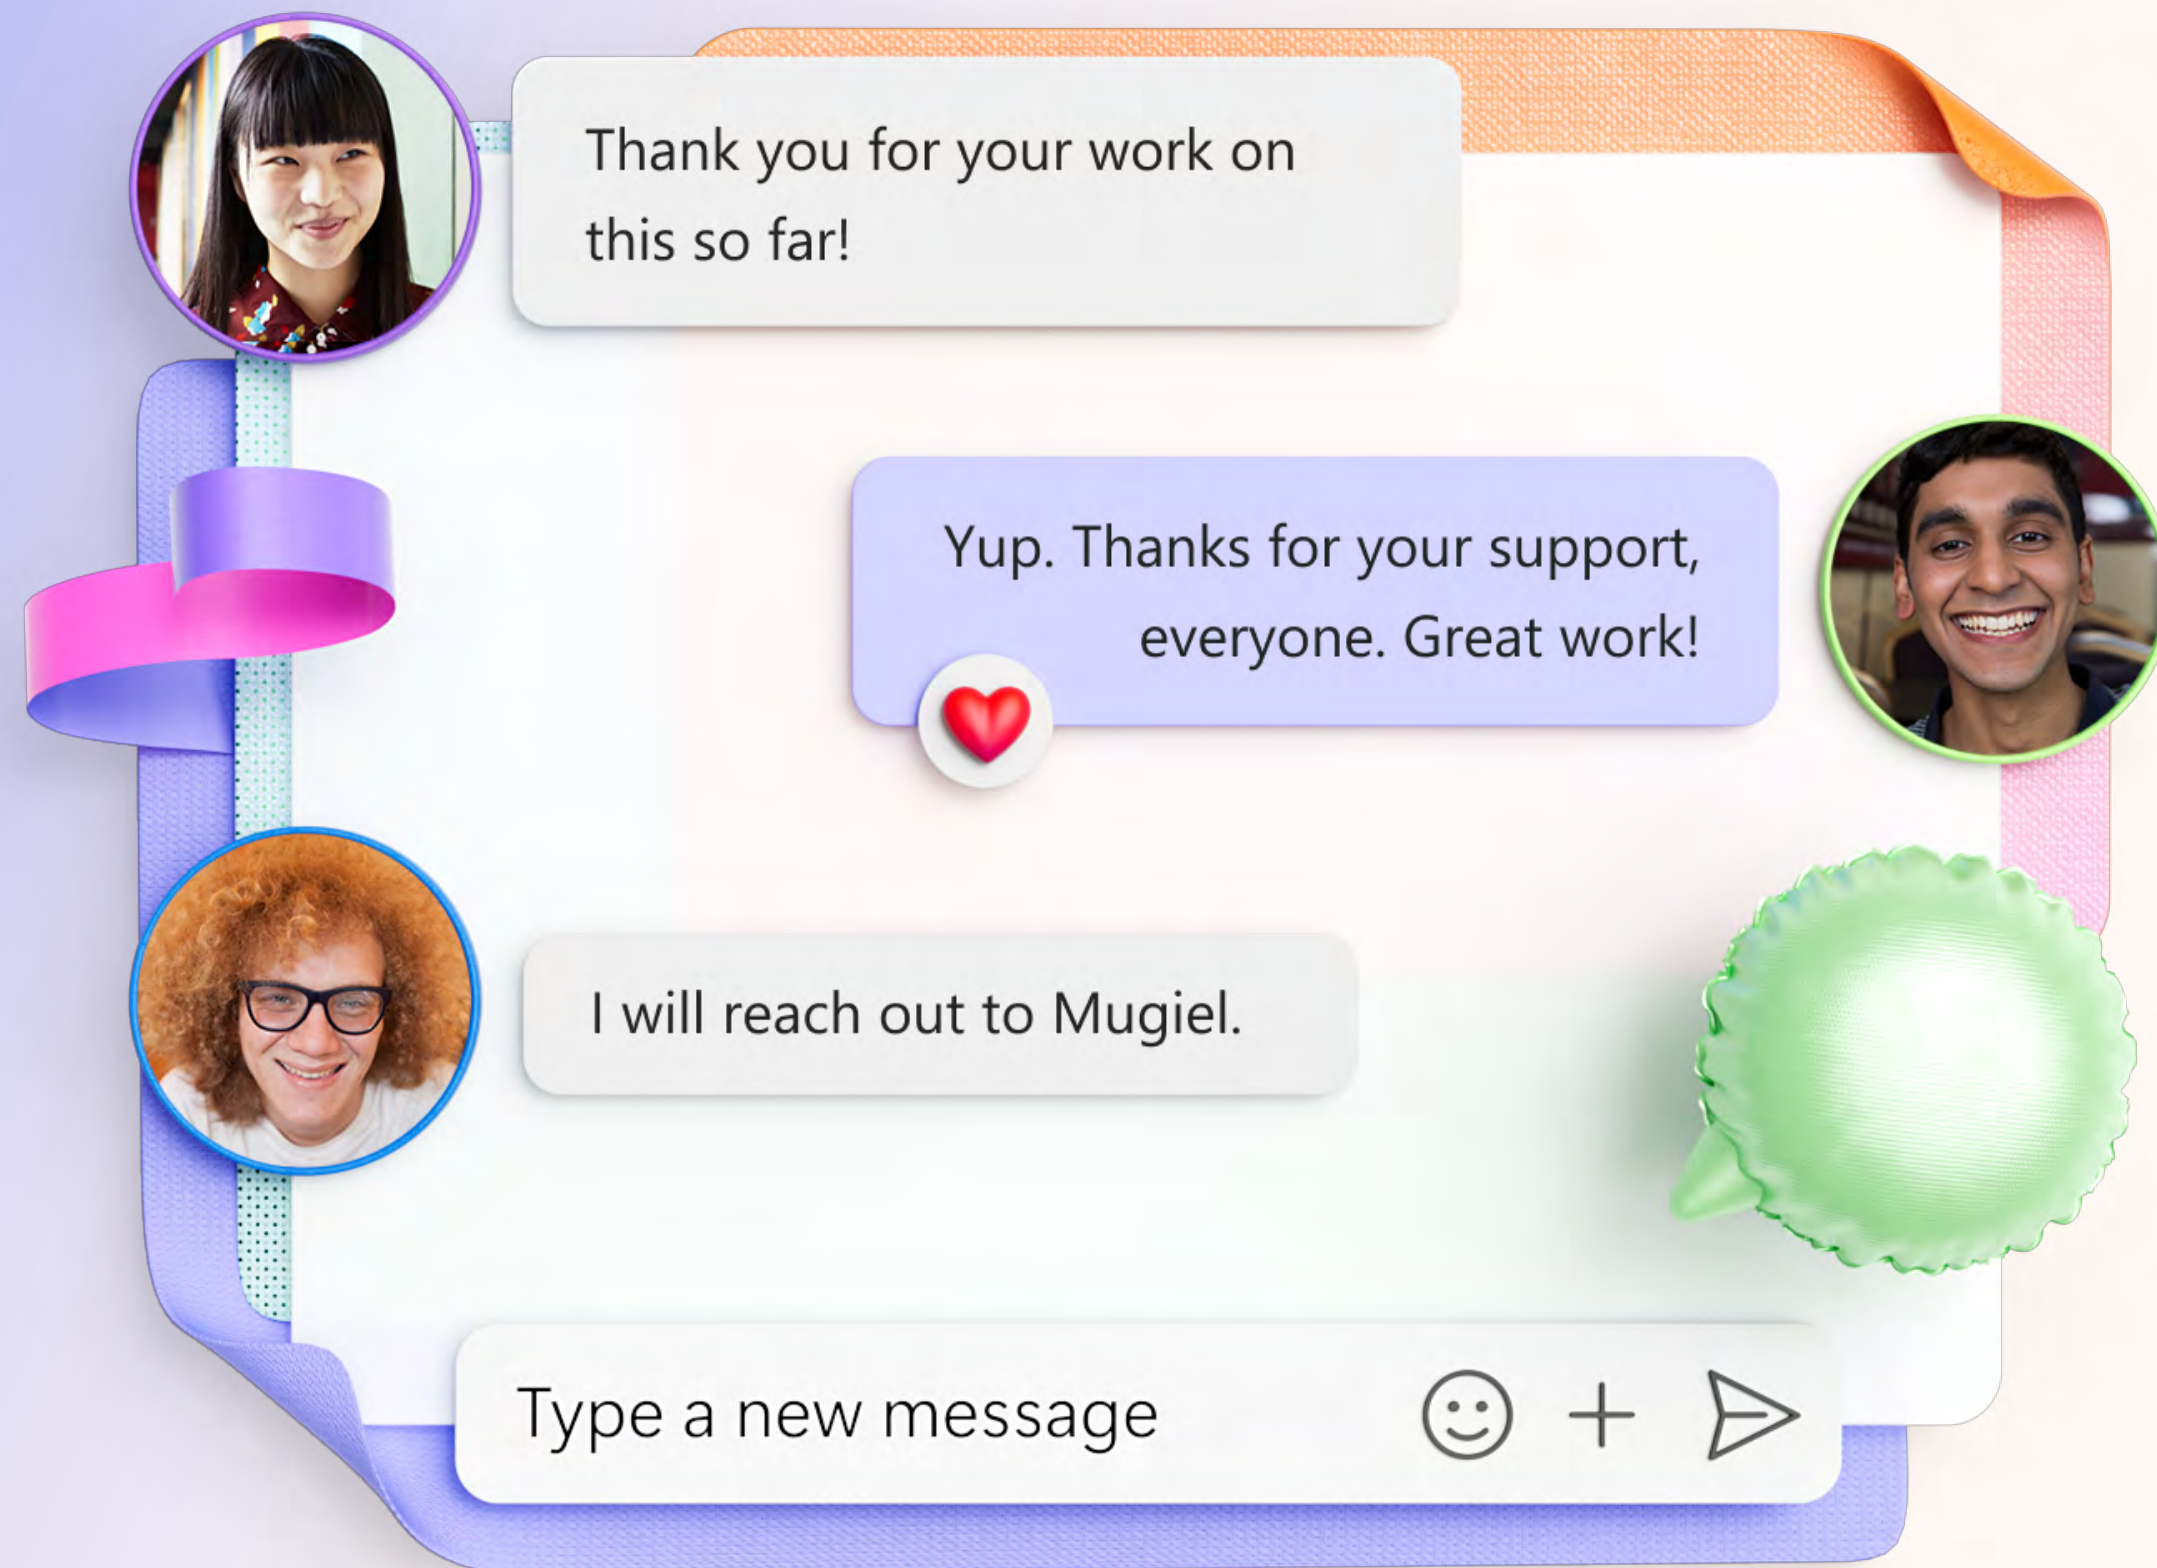 Thank you for your work on
this so far!
Yup. Thanks for your support,
everyone. Great work!
I will reach out to Mugiel.
Type a new message